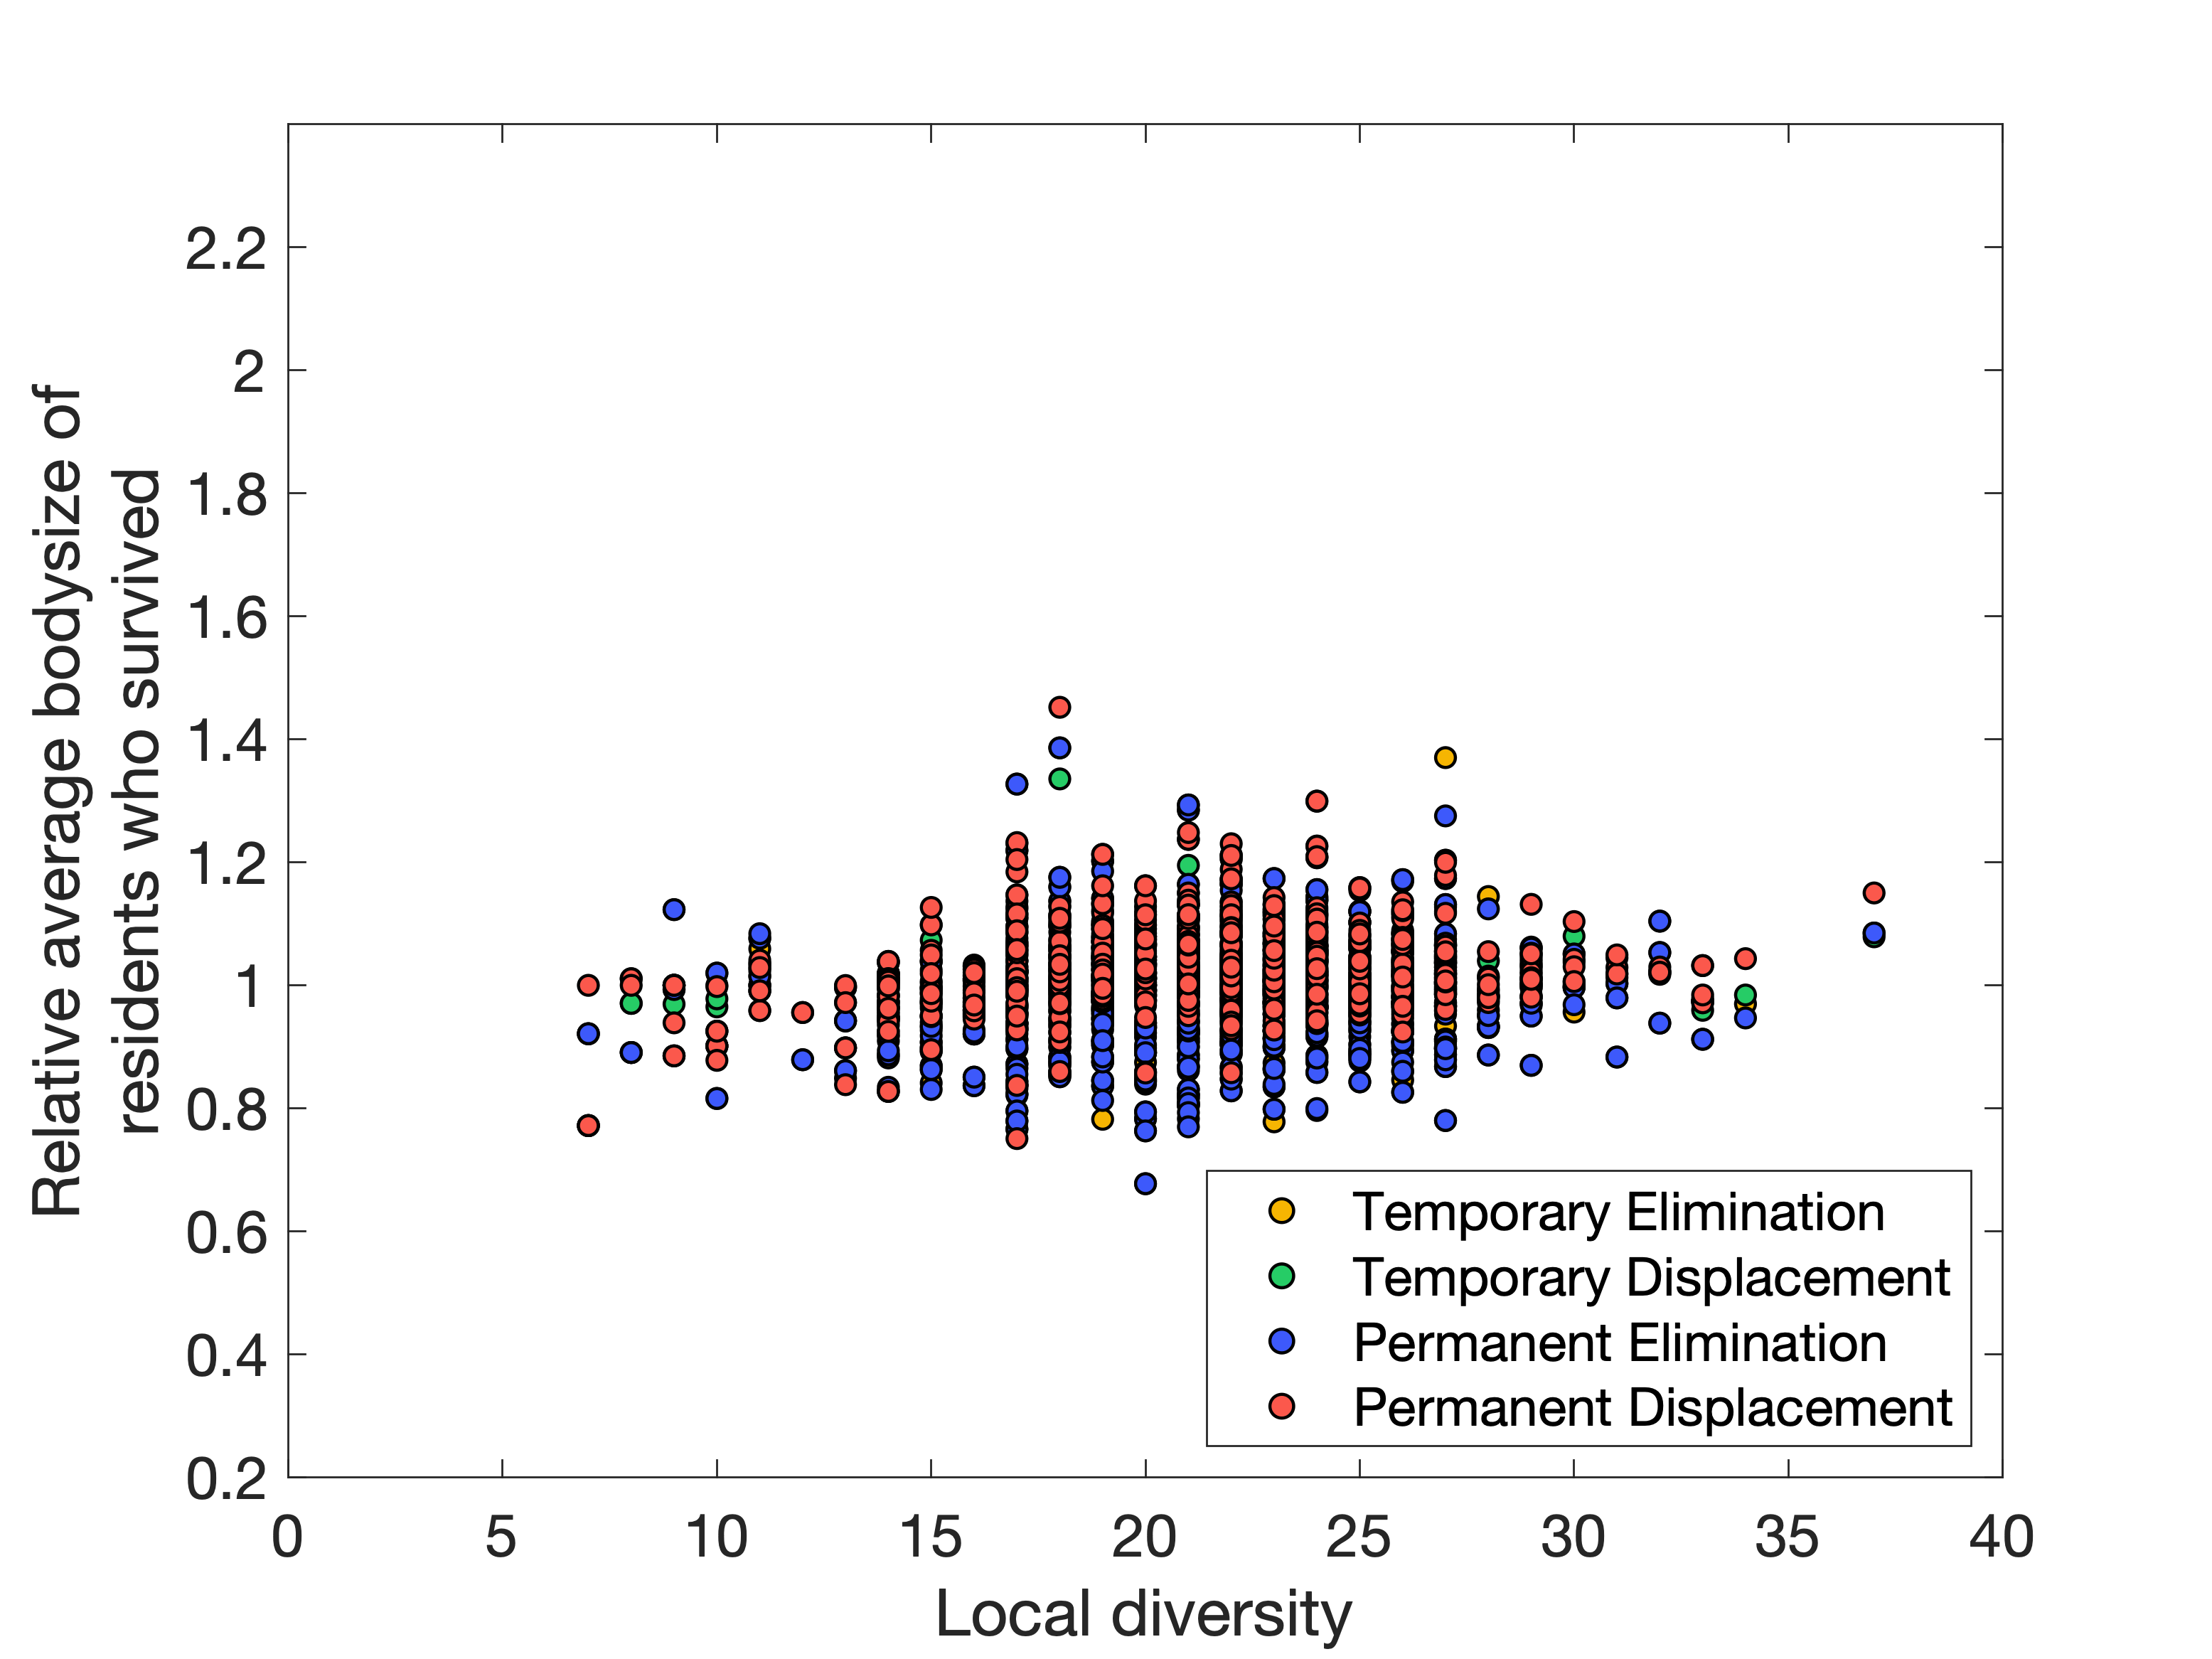 2.2
2
1.8
1.6
1.4
1.2
1
0.8
0.6
0.4
0.2
Relative average bodysize of
residents who survived
Temporary Elimination
Temporary Displacement
Permanent Elimination
Permanent Displacement
0 5 10 15 20 25 30 35 40
Local diversity